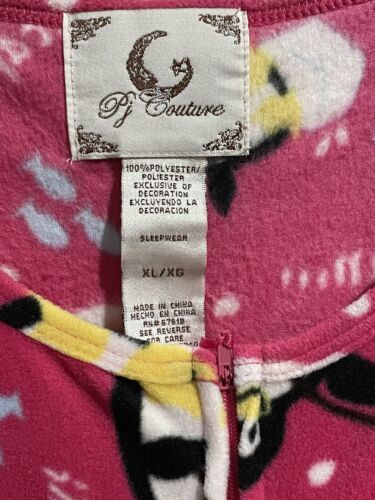 Pj Couture
100%POLYESTER/
POLIESTER
EXCLUSIVE OF
DECORATION
EXCLUYENDO LA
DECORACION
SLEEPWEAR
XL/XG
MADE IN CHINA
HECHO EN CHINA
RN# 67618
SEE REVERSE
FOR CARE